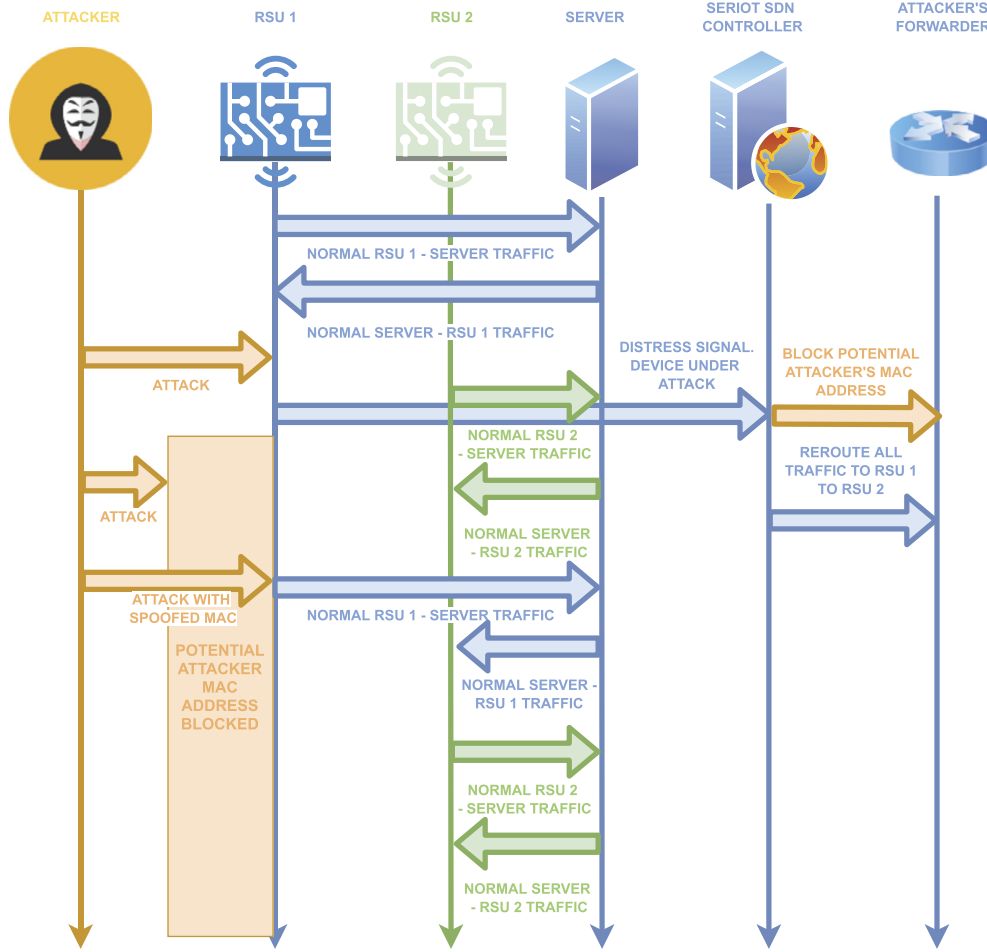 ATTACKER
RSU 1
RSU 2
SERVER
SERIOT SDN
CONTROLLER
ATTACKER'S
FORWARDER
NORMAL RSU 1 - SERVER TRAFFIC
NORMAL SERVER - RSU 1 TRAFFIC
ATTACK
DISTRESS SIGNAL.
DEVICE UNDER
ATTACK
BLOCK POTENTIAL
ATTACKER'S MAC
ADDRESS
NORMAL RSU 2
- SERVER TRAFFIC
REROUTE ALL
TRAFFIC TO RSU 1
TO RSU 2
ATTACK
NORMAL SERVER
- RSU 2 TRAFFIC
ATTACK WITH
SPOOFED MAC
NORMAL RSU 1 - SERVER TRAFFIC
POTENTIAL
ATTACKER
MAC
ADDRESS
BLOCKED
NORMAL SERVER -
RSU 1 TRAFFIC
NORMAL RSU 2
- SERVER TRAFFIC
NORMAL SERVER
- RSU 2 TRAFFIC